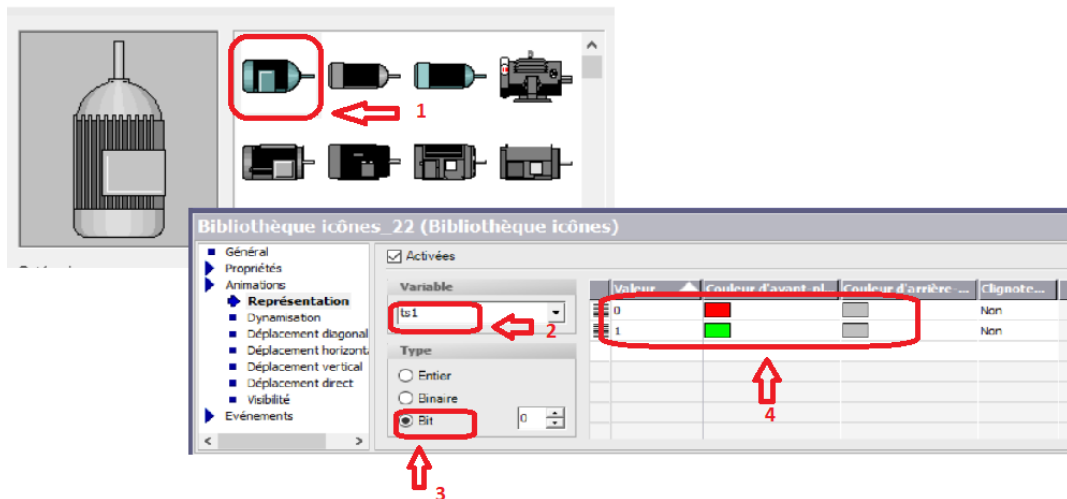 1
Bibliothèque icônes_22 (Bibliothèque icônes)
Général
Propriétés
Animations
Représentation
Dynamisation
Déplacement diagonal
Déplacement horizont
Déplacement vertical
Déplacement direct
Visibilité
Evénements
Activées
Variable
ts1
2
Type
Entier
Binaire
Bit
0
3
Valeur Couleur d'avant-pl Couleur d'arrière-... Clignote...
0 Non
1 Non
4